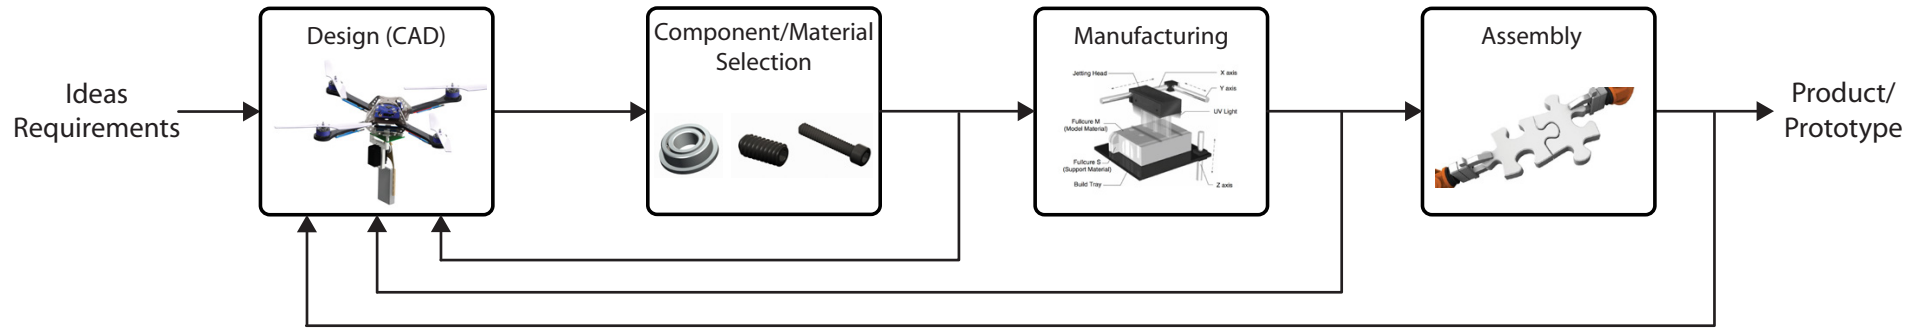 Ideas
Requirements
Design (CAD)
Component/Material
Selection
Manufacturing
Jetting Head
X axis
Y axis
UV Light
Fullcure M
(Model Material)
Fullcure S
(Support Material)
Build Tray
Z axis
Assembly
Product/
Prototype